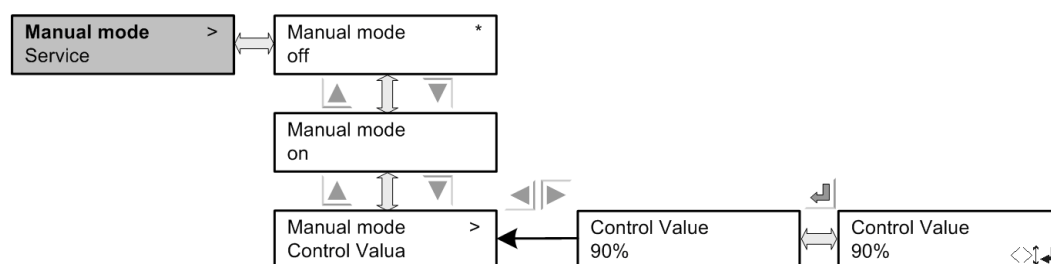 Manual mode >
Service
Manual mode *
off
Manual mode
on
Manual mode >
Control Valua
Control Value
90%
Control Value
90%